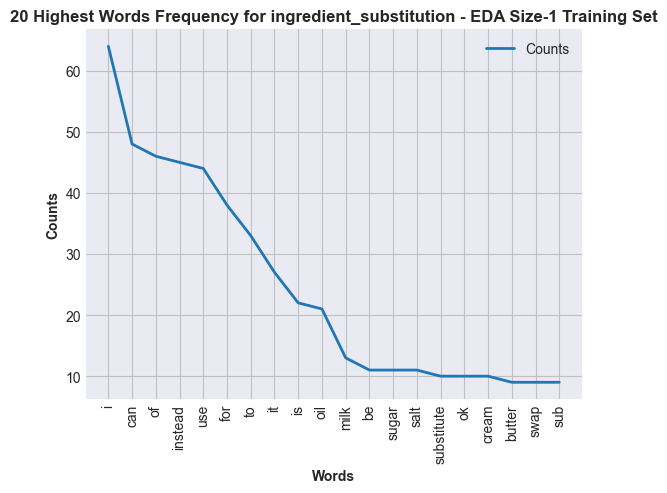 20 Highest Words Frequency for ingredient_substitution - EDA Size-1 Training Set
Counts
Counts
60
50
40
30
20
10
i
can
of
instead
use
for
to
it
is
oil
milk
be
sugar
salt
substitute
ok
cream
butter
swap
sub
Words